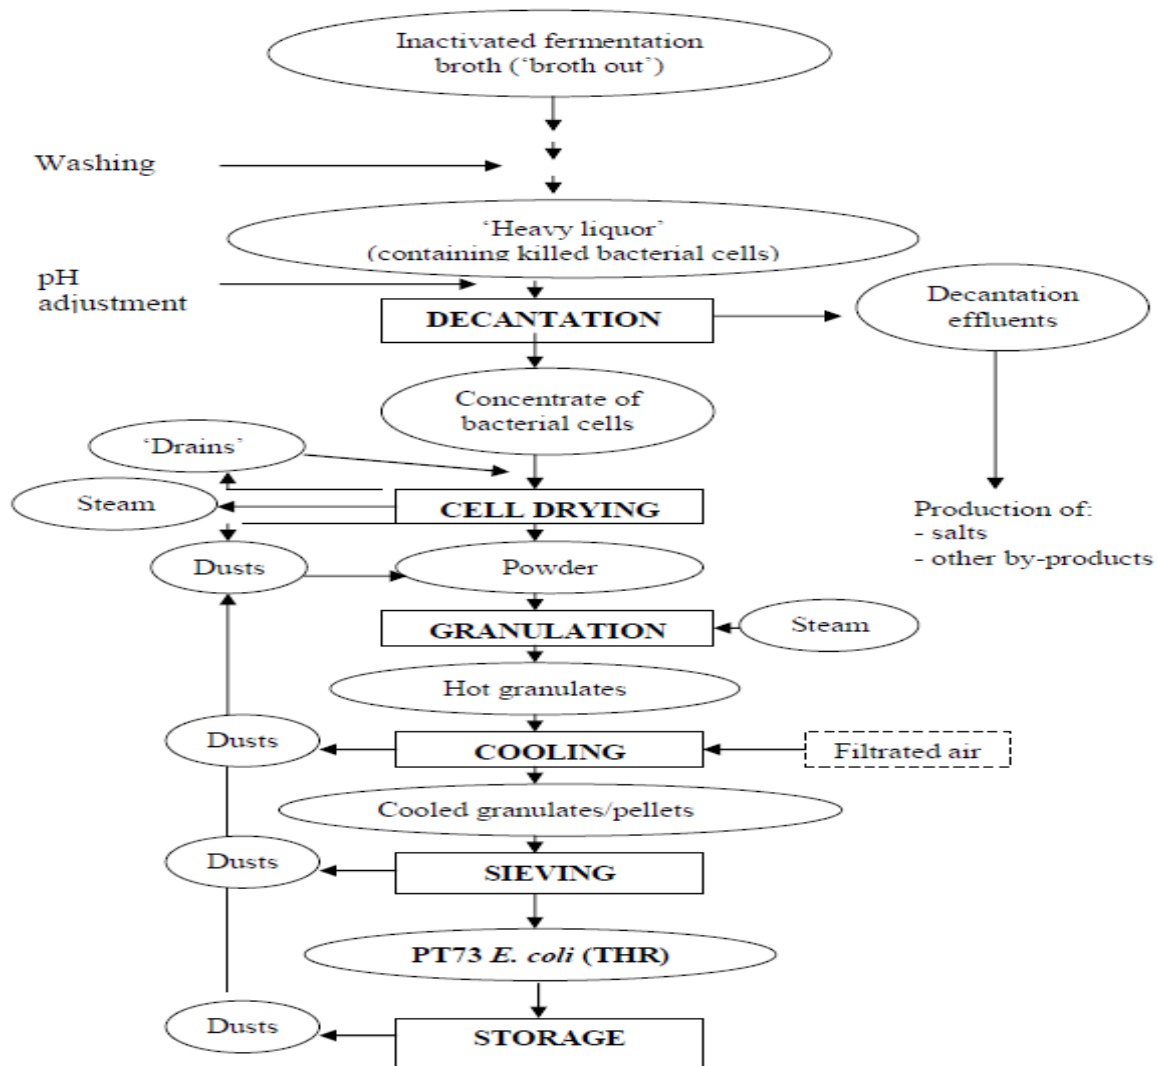 Inactivated fermentation
broth (‘broth out’)
Washing
‘Heavy liquor’
(containing killed bacterial cells)
pH
adjustment
DECANTATION
Decantation
effluents
Concentrate of
bacterial cells
‘Drains’
Steam
CELL DRYING
Production of:
- salts
- other by-products
Dusts
Powder
GRANULATION
Steam
Hot granulates
Dusts
COOLING
Filtrated air
Cooled granulates/pellets
Dusts
SIEVING
PT73 E. coli (THR)
Dusts
STORAGE